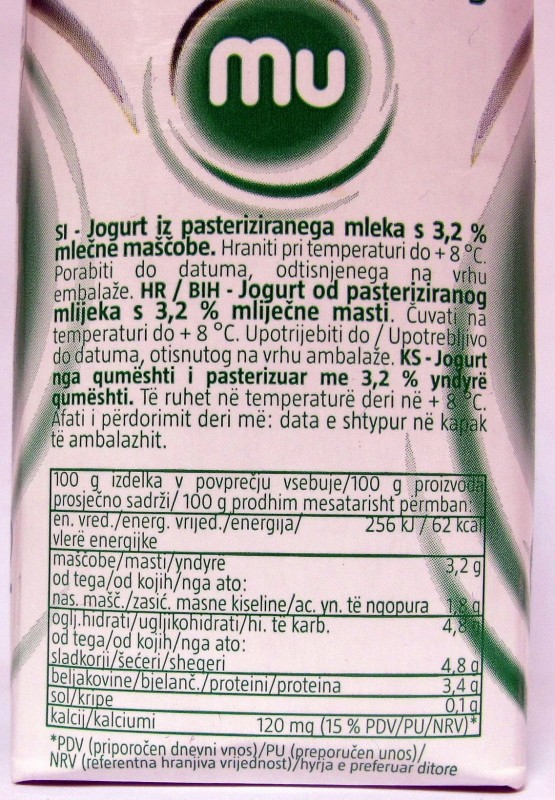 mu
SI - Jogurt iz pasteriziranega mleka s 3,2 %
mlečne maščobe. Hraniti pri temperaturi do + 8 °C.
Porabiti do datuma, odtisnjenega na vrhu
embalaže. HR / BIH - Jogurt od pasteriziranog
mlijeka s 3,2 % mliječne masti. Čuvati na
temperaturi do + 8 °C. Upotrijebiti do / Upotrebljivo
do datuma, otisnutog na vrhu ambalaže. KS - Jogurt
nga qumështi i pasterizuar me 3,2 % yndyrë
qumështi. Të ruhet në temperaturë deri në + 8 °C.
Afati i përdorimit deri më: data e shtypur në kapak
të ambalazhit.
100 g izdelka v povprečju vsebuje/100 g proizvoda
prosječno sadrži/ 100 g prodhim mesatarisht përmban:
en. vred./energ. vrijed./energija/ 256 kJ / 62 kcal
vlerë energjike
maščobe/masti/yndyre 3,2 g
od tega/od kojih/nga ato:
nas. mašč./zasić. masne kiseline/ac. yn. të ngopura 1,8 g
oglj.hidrati/ugljikohidrati/hi. të karb. 4,8 g
od tega/od kojih/nga ato:
sladkorji/šećeri/sheqeri 4,8 g
beljakovine/bjelanč./proteini/proteina 3,4 g
sol/kripe 0,1 g
kalcij/kalciumi 120 mg (15 % PDV/PU/NRV)*
*PDV (priporočen dnevni vnos)/PU (preporučen unos)/
NRV (referentna hranjiva vrijednost)/hyrja e preferuar ditore